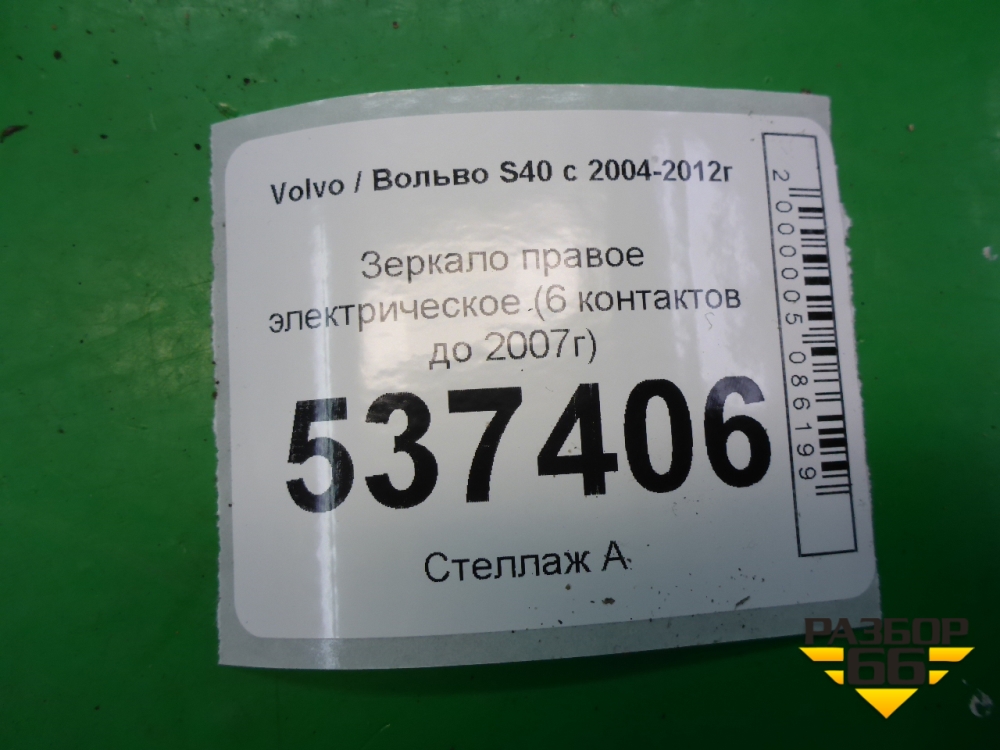 Volvo / Вольво S40 с 2004-2012г
Зеркало правое
электрическое (6 контактов
до 2007г)
537406
Стеллаж А
2000005086199
РАЗБОР
66